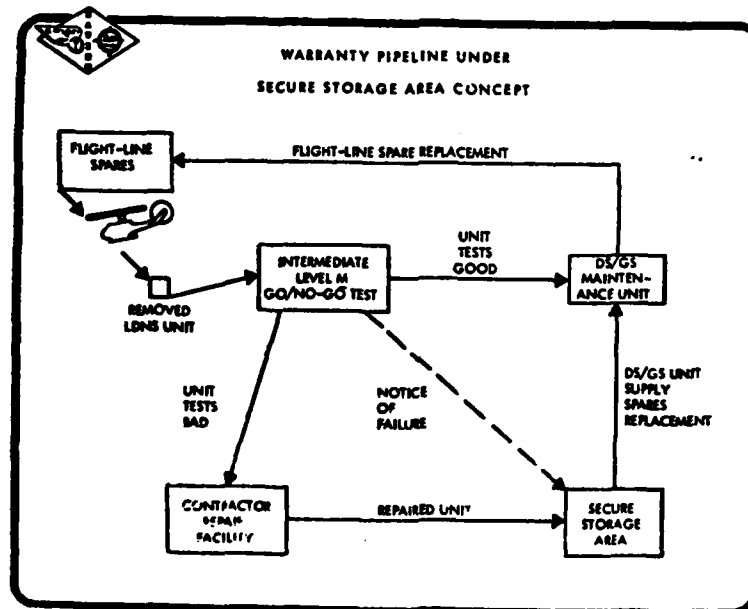 WARRANTY PIPELINE UNDER
SECURE STORAGE AREA CONCEPT
FLIGHT-LINE
SPARES
FLIGHT-LINE SPARE REPLACEMENT
REMOVED
LDNS UNIT
INTERMEDIATE
LEVEL M
GO/NO-GO TEST
UNIT
TESTS
GOOD
DS/GS
MAINTEN-
ANCE UNIT
UNIT
TESTS
BAD
NOTICE
OF
FAILURE
DS/GS UNIT
SUPPLY
SPARES
REPLACEMENT
CONTRACTOR
REPAIR
FACILITY
REPAIRED UNIT
SECURE
STORAGE
AREA